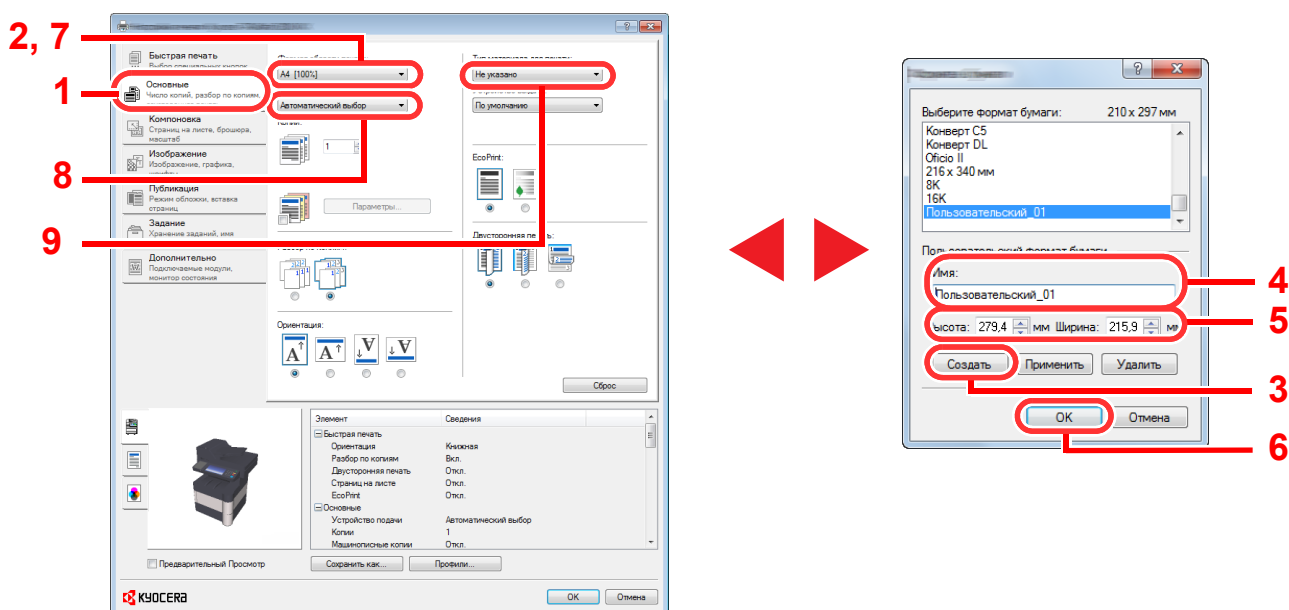 2, 7
1
8
9
Быстрая печать
Основные
Число копий, разбор по копиям,
Компоновка
Страниц на листе, брошюра,
масштаб
Изображение
Изображение, графика,
Публикация
Режим обложки, вставка
страниц
Задание
Хранение заданий, имя
Дополнительно
Подключаемые модули,
монитор состояния
A4 [100%]
Автоматический выбор
1
Параметры...
Ориентация:
Не указано
По умолчанию
EcoPrint:
Двусторонняя печать:
Сброс
Элемент Сведения
Быстрая печать
Ориентация Книжная
Разбор по копиям Вкл.
Двусторонняя печать Откл.
Страниц на листе Откл.
EcoPrint Откл.
Основные
Устройство подачи Автоматический выбор
Копии 1
Машинописные копии Откл.
Предварительный Просмотр
Сохранить как...
Профили...
KYOCERA
OK
Отмена
Выберите формат бумаги: 210 x 297 мм
Конверт C5
Конверт DL
Oficio II
216 x 340 мм
8K
16K
Пользовательский_01
Имя:
Пользовательский_01
279,4 мм Ширина: 215,9
Создать Применить Удалить
OK Отмена
4
5
3
6